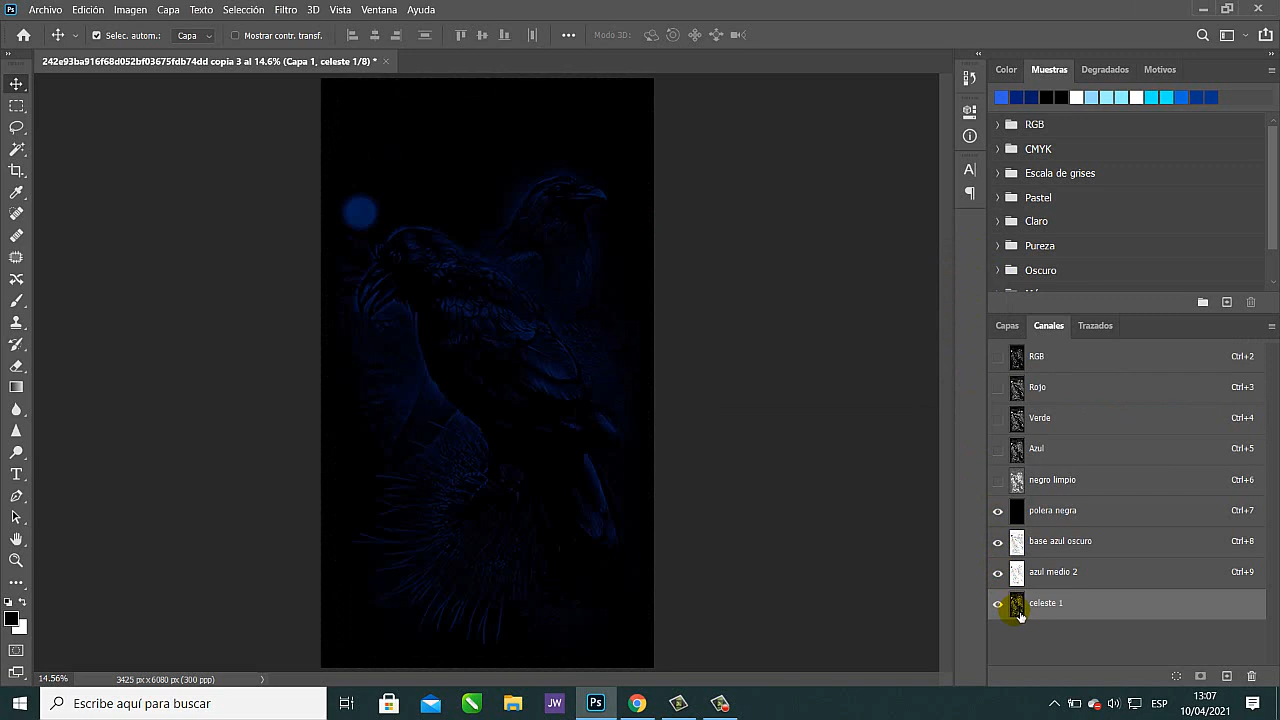 Ps Archivo Edición Imagen Capa Texto Selección Filtro 3D Vista Ventana Ayuda
Selec. autom.: Capa Mostrar contr. transf. Modo 3D:
242e93ba916f68d052bf03675fdb74dd copia 3 al 14.6% (Capa 1, celeste 1/8) *
Color Muestras Degradados Motivos
RGB
CMYK
Escala de grises
Pastel
Claro
Pureza
Oscuro
Capas Canales Trazados
RGB Ctrl+2
Rojo Ctrl+3
Verde Ctrl+4
Azul Ctrl+5
negro limpio Ctrl+6
polera negra Ctrl+7
base azul oscuro Ctrl+8
azul medio 2 Ctrl+9
celeste 1
14.56% 3425 px x 6080 px (300 ppp)
Escribe aquí para buscar JW Ps ESP 13:07
10/04/2021